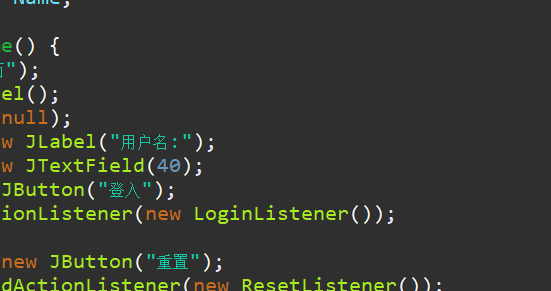 Name;
e() {
");
el();
null);
w JLabel("用户名:");
w JTextField(40);
JButton("登入");
ionListener(new LoginListener());
new JButton("重置");
dActionListener(new ResetListener());